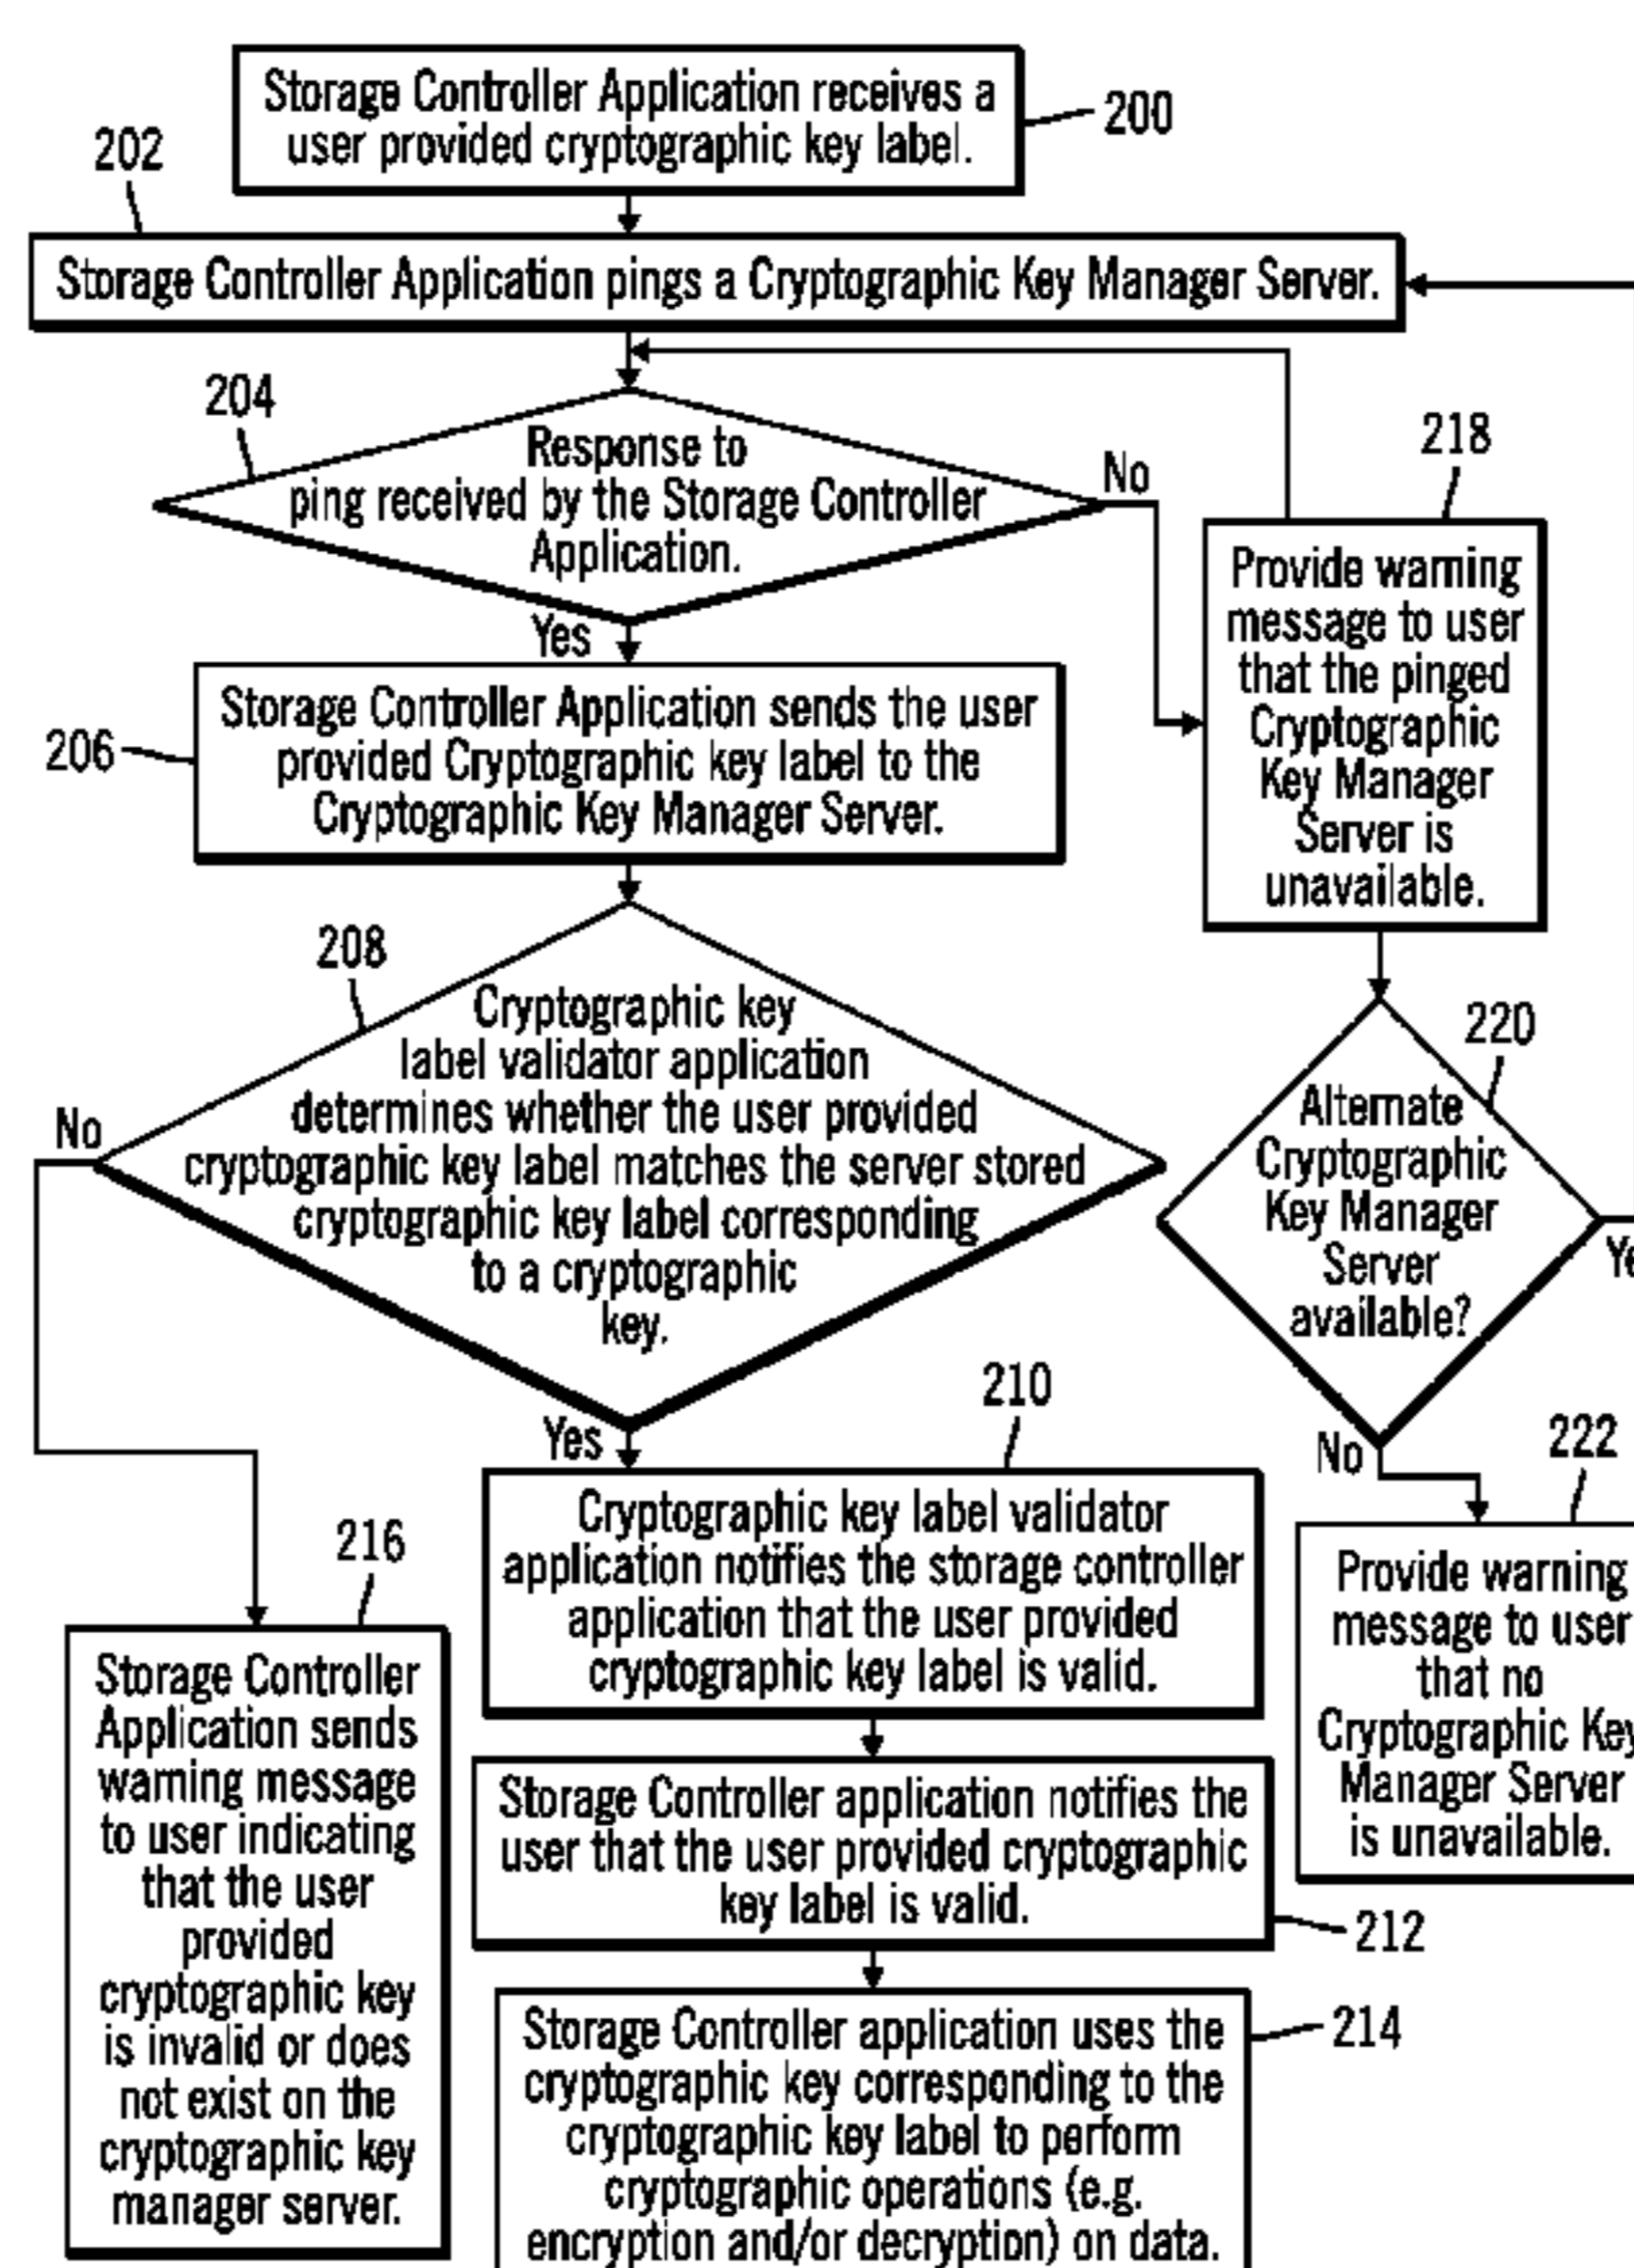 Storage Controller Application receives a
user provided cryptographic key label.
200
202
Storage Controller Application pings a Cryptographic Key Manager Server.
204
Response to
ping received by the Storage Controller
Application.
No
Yes
218
Provide warning
message to user
that the pinged
Cryptographic
Key Manager
Server is
unavailable.
206
Storage Controller Application sends the user
provided Cryptographic key label to the
Cryptographic Key Manager Server.
208
Cryptographic key
label validator application
determines whether the user provided
cryptographic key label matches the server stored
cryptographic key label corresponding
to a cryptographic
key.
No
Yes
220
Alternate
Cryptographic
Key Manager
Server
available?
Ye
No
210
Cryptographic key label validator
application notifies the storage controller
application that the user provided
cryptographic key label is valid.
222
Provide warning
message to user
that no
Cryptographic Key
Manager Server
is unavailable.
216
Storage Controller
Application sends
warning message
to user indicating
that the user
provided
cryptographic key
is invalid or does
not exist on the
cryptographic key
manager server.
Storage Controller application notifies the
user that the user provided cryptographic
key label is valid.
212
Storage Controller application uses the
cryptographic key corresponding to the
cryptographic key label to perform
cryptographic operations (e.g.
encryption and/or decryption) on data.
214